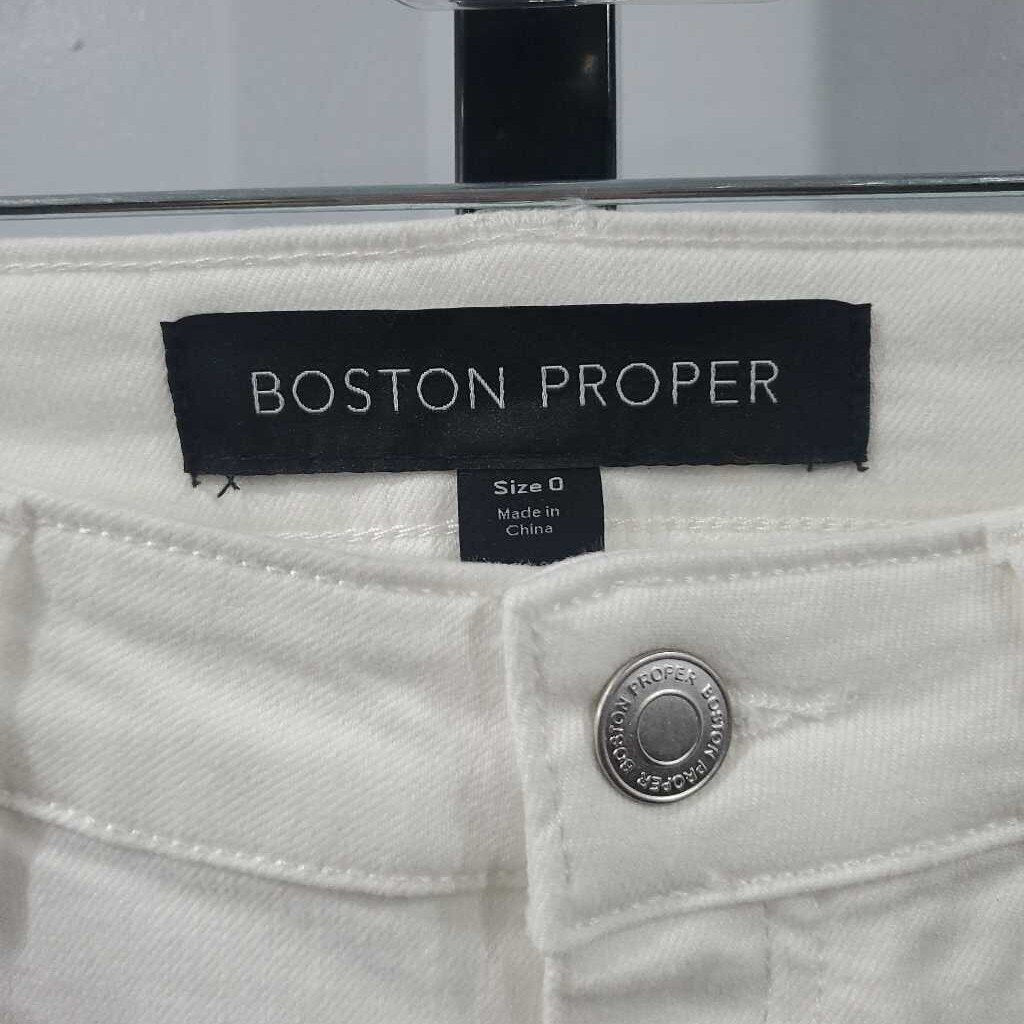 BOSTON PROPER
Size 0
Made in
China
BOSTON PROPER BOSTON PROPER